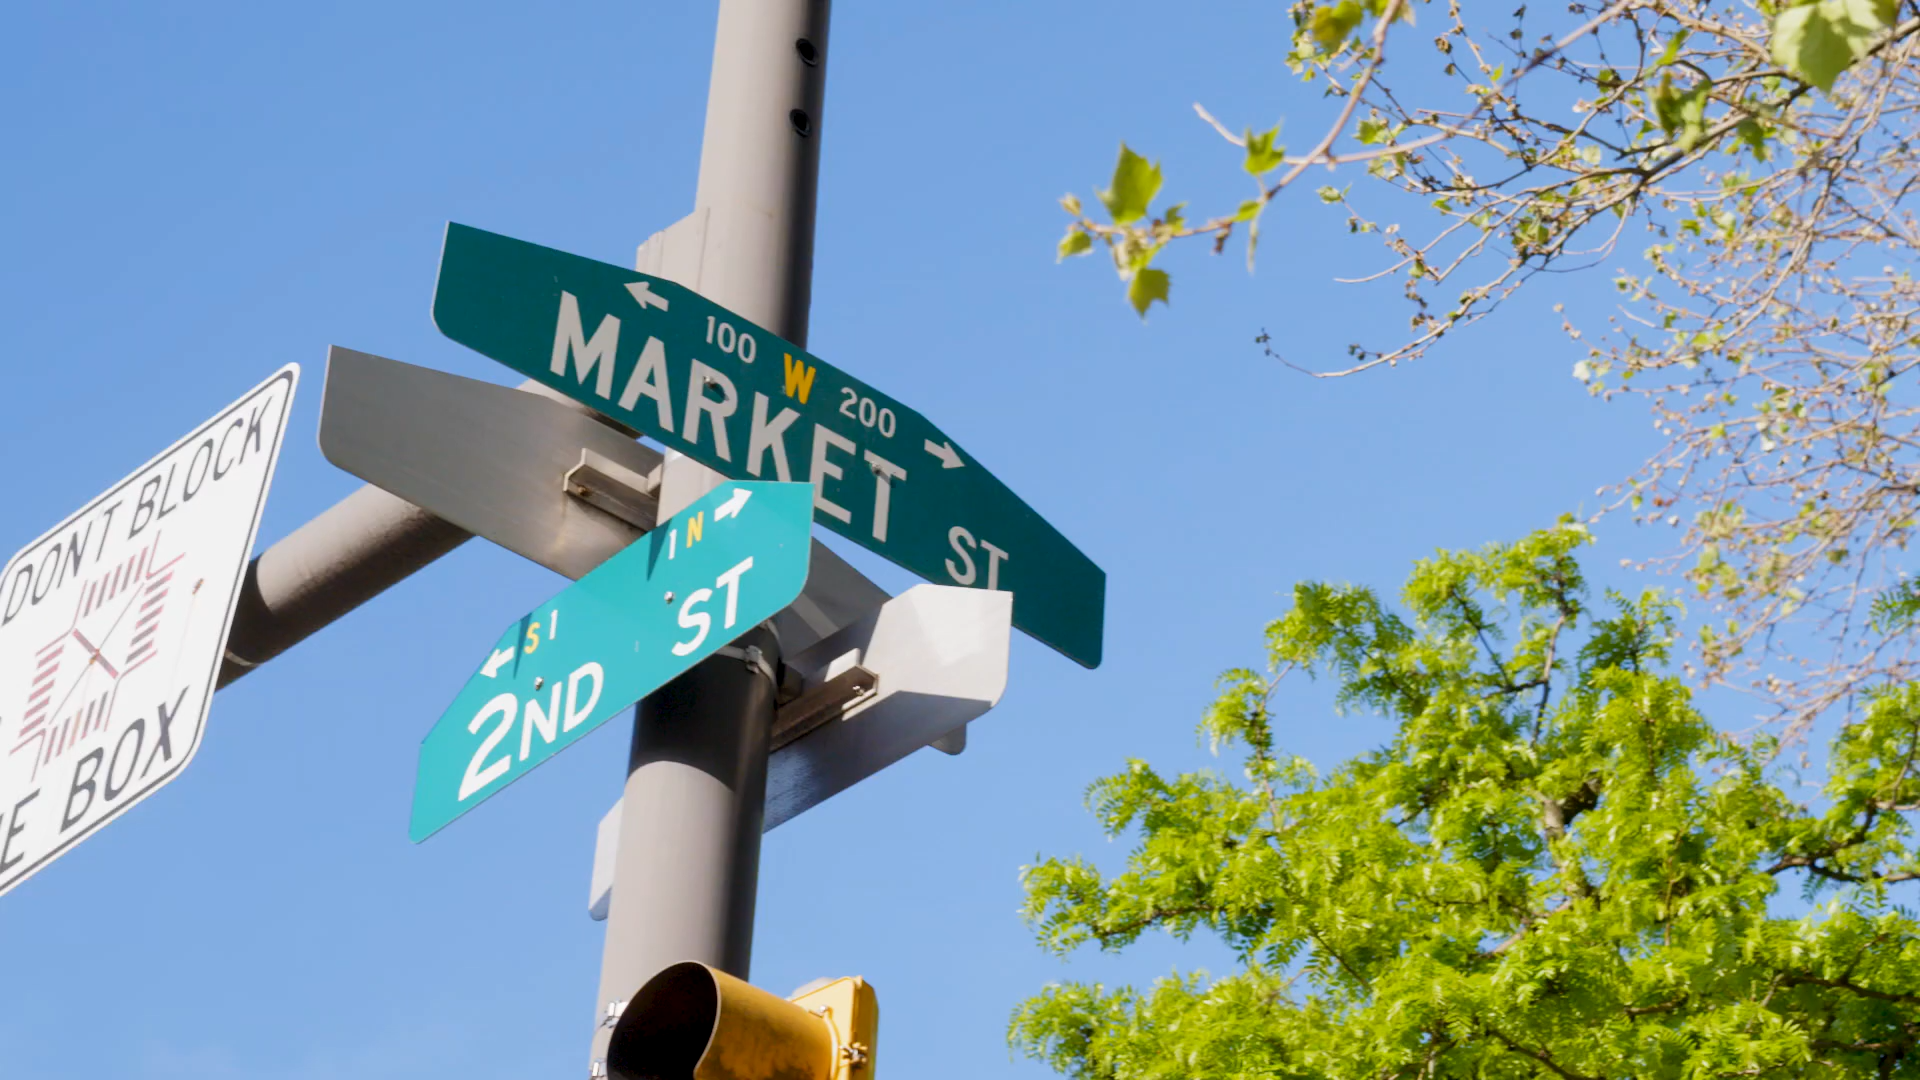 100 W 200
MARKET ST
1 N
S 1
2ND ST
DON'T BLOCK
BOX